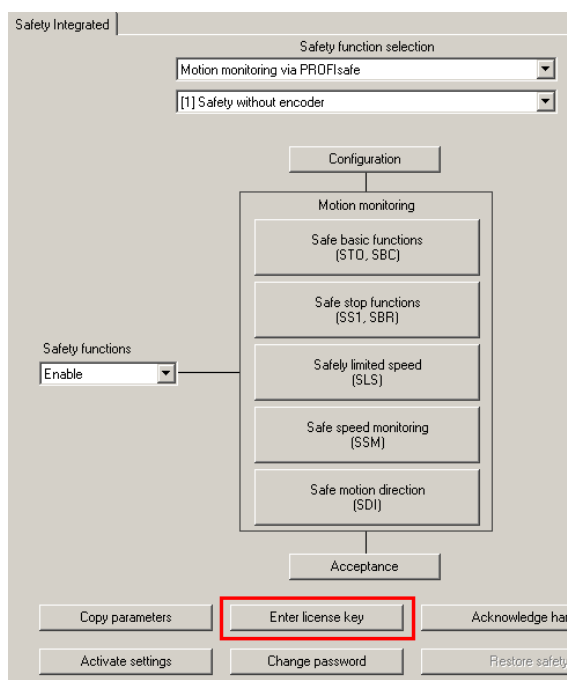 Safety Integrated
Safety function selection
Motion monitoring via PROFIsafe
[1] Safety without encoder
Configuration
Motion monitoring
Safe basic functions
(STO, SBC)
Safe stop functions
(SS1, SBR)
Safety functions
Enable
Safely limited speed
(SLS)
Safe speed monitoring
(SSM)
Safe motion direction
(SDI)
Acceptance
Copy parameters
Enter license key
Acknowledge har
Activate settings
Change password
Restore safety